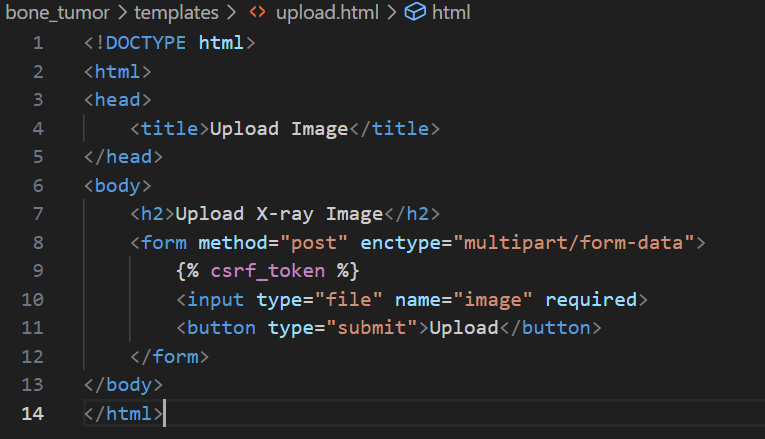 bone_tumor > templates > <> upload.html > html
1 <!DOCTYPE html>
2 <html>
3 <head>
4     <title>Upload Image</title>
5 </head>
6 <body>
7     <h2>Upload X-ray Image</h2>
8     <form method="post" enctype="multipart/form-data">
9         {% csrf_token %}
10         <input type="file" name="image" required>
11         <button type="submit">Upload</button>
12     </form>
13 </body>
14 </html>